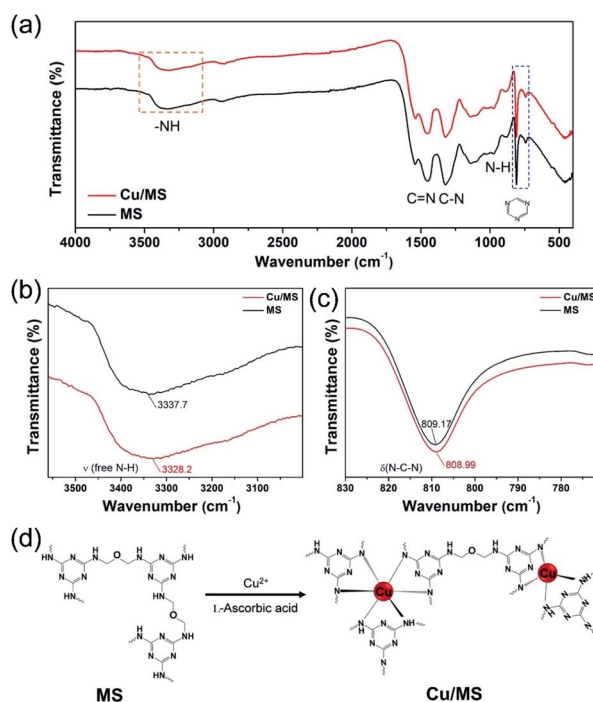 (a)
Transmittance (%)
-NH
C=N
C-N
N-H
N
N
N
Cu/MS
MS
4000 3500 3000 2500 2000 1500 1000 500
Wavenumber (cm-1)
(b)
Transmittance (%)
Cu/MS
MS
3337.7
3328.2
ν (free N-H)
3500 3400 3300 3200 3100
Wavenumber (cm-1)
(c)
Transmittance (%)
Cu/MS
MS
809.17
808.99
δ(N-C-N)
830 820 810 800 790 780 770
Wavenumber (cm-1)
(d)
Cu2+
L-Ascorbic acid
Cu
Cu
MS
Cu/MS